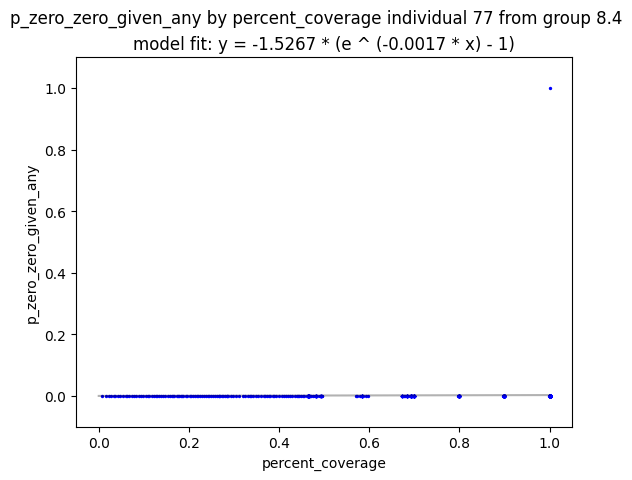 p_zero_zero_given_any by percent_coverage individual 77 from group 8.4
model fit: y = -1.5267 * (e ^ (-0.0017 * x) - 1)
1.0
0.8
0.6
0.4
0.2
0.0
p_zero_zero_given_any
0.0 0.2 0.4 0.6 0.8 1.0
percent_coverage